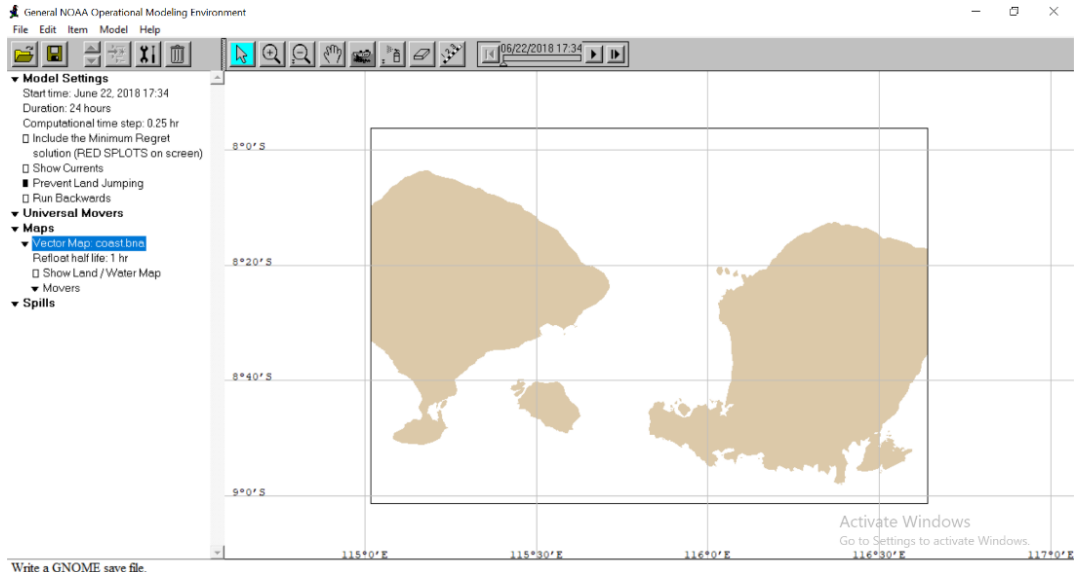 General NOAA Operational Modeling Environment
File Edit Item Model Help
06/22/2018 17:34
Model Settings
Start time: June 22, 2018 17:34
Duration: 24 hours
Computational time step: 0.25 hr
Include the Minimum Regret
solution (RED SPLOTS on screen)
Show Currents
Prevent Land Jumping
Run Backwards
Universal Movers
Maps
Vector Map: coast.bna
Refloat half life: 1 hr
Show Land / Water Map
Movers
Spills
8°0'S
8°20'S
8°40'S
9°0'S
115°0'E 115°30'E 116°0'E 116°30'E 117°0'E
Activate Windows
Go to Settings to activate Windows.
Write a GNOME save file.